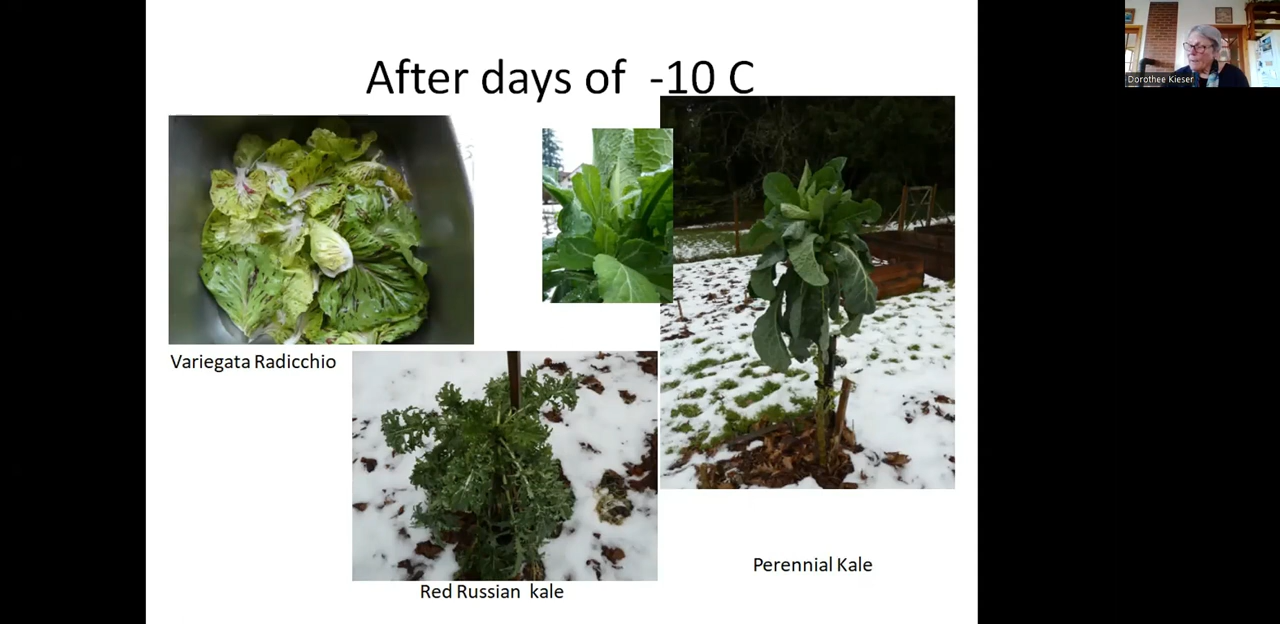 After days of -10 C
Dorothee Kieser
Variegata Radicchio
Red Russian kale
Perennial Kale